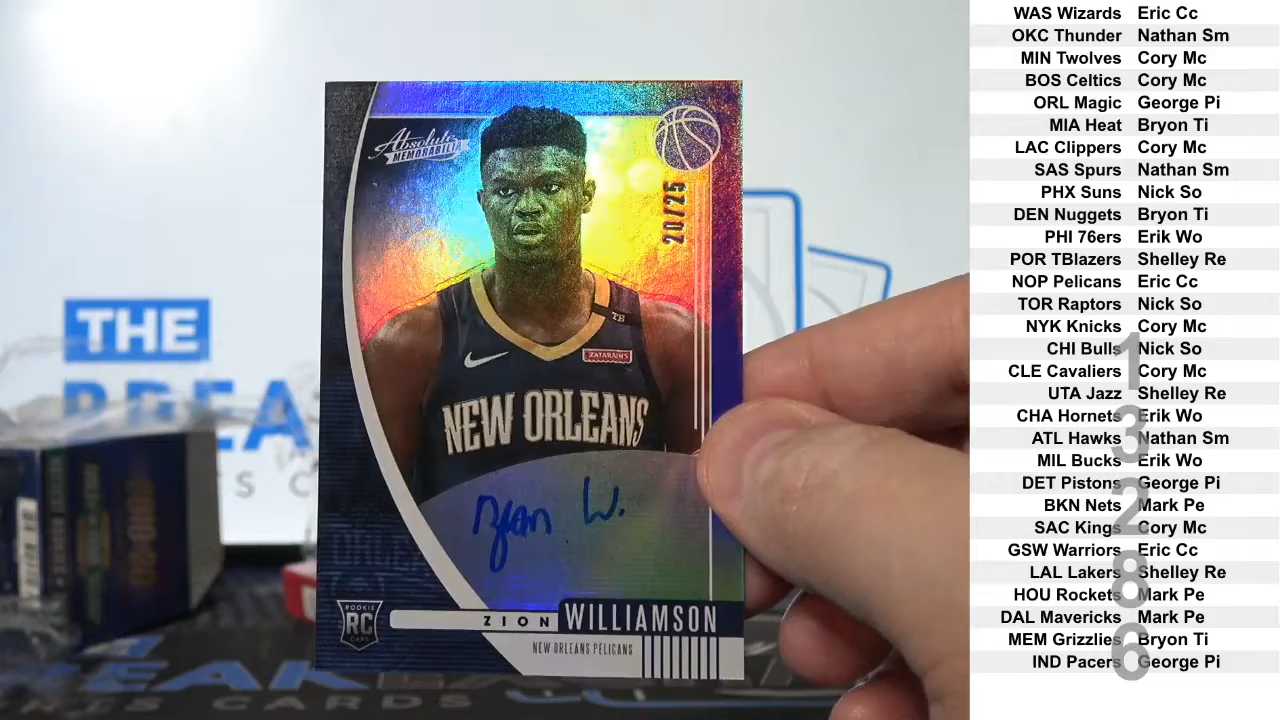 Absolute
MEMORABILIA
20/25
TB
ZATARAIN'S
NEW ORLEANS
Zion W.
ROOKIE
RC
CARD
ZION WILLIAMSON
NEW ORLEANS PELICANS
THE
BREA
S C
BREAK
CARDS
WAS Wizards Eric Cc
OKC Thunder Nathan Sm
MIN Twolves Cory Mc
BOS Celtics Cory Mc
ORL Magic George Pi
MIA Heat Bryon Ti
LAC Clippers Cory Mc
SAS Spurs Nathan Sm
PHX Suns Nick So
DEN Nuggets Bryon Ti
PHI 76ers Erik Wo
POR TBlazers Shelley Re
NOP Pelicans Eric Cc
TOR Raptors Nick So
NYK Knicks Cory Mc
CHI Bulls Nick So
CLE Cavaliers Cory Mc
UTA Jazz Shelley Re
CHA Hornets Erik Wo
ATL Hawks Nathan Sm
MIL Bucks Erik Wo
DET Pistons George Pi
BKN Nets Mark Pe
SAC Kings Cory Mc
GSW Warriors Eric Cc
LAL Lakers Shelley Re
HOU Rockets Mark Pe
DAL Mavericks Mark Pe
MEM Grizzlies Bryon Ti
IND Pacers George Pi
1
3
2
8
6